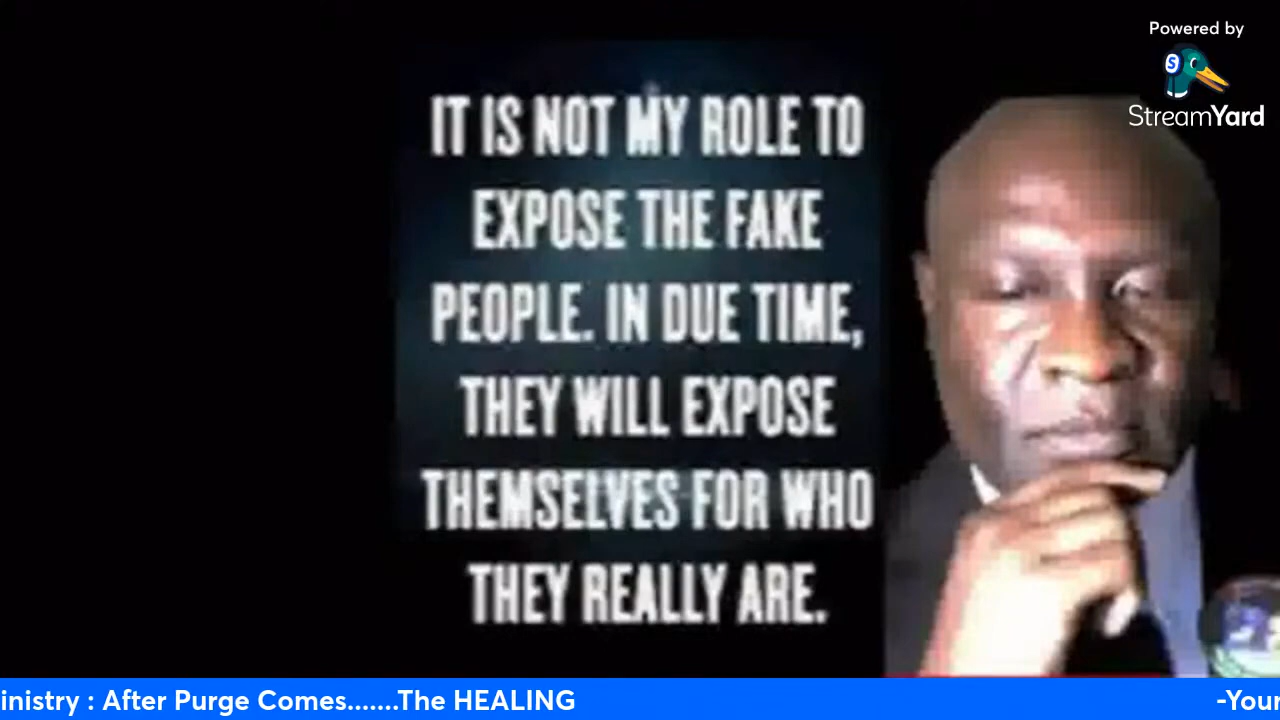 Powered by
StreamYard
IT IS NOT MY ROLE TO
EXPOSE THE FAKE
PEOPLE. IN DUE TIME,
THEY WILL EXPOSE
THEMSELVES FOR WHO
THEY REALLY ARE.
inistry : After Purge Comes.......The HEALING
-Your